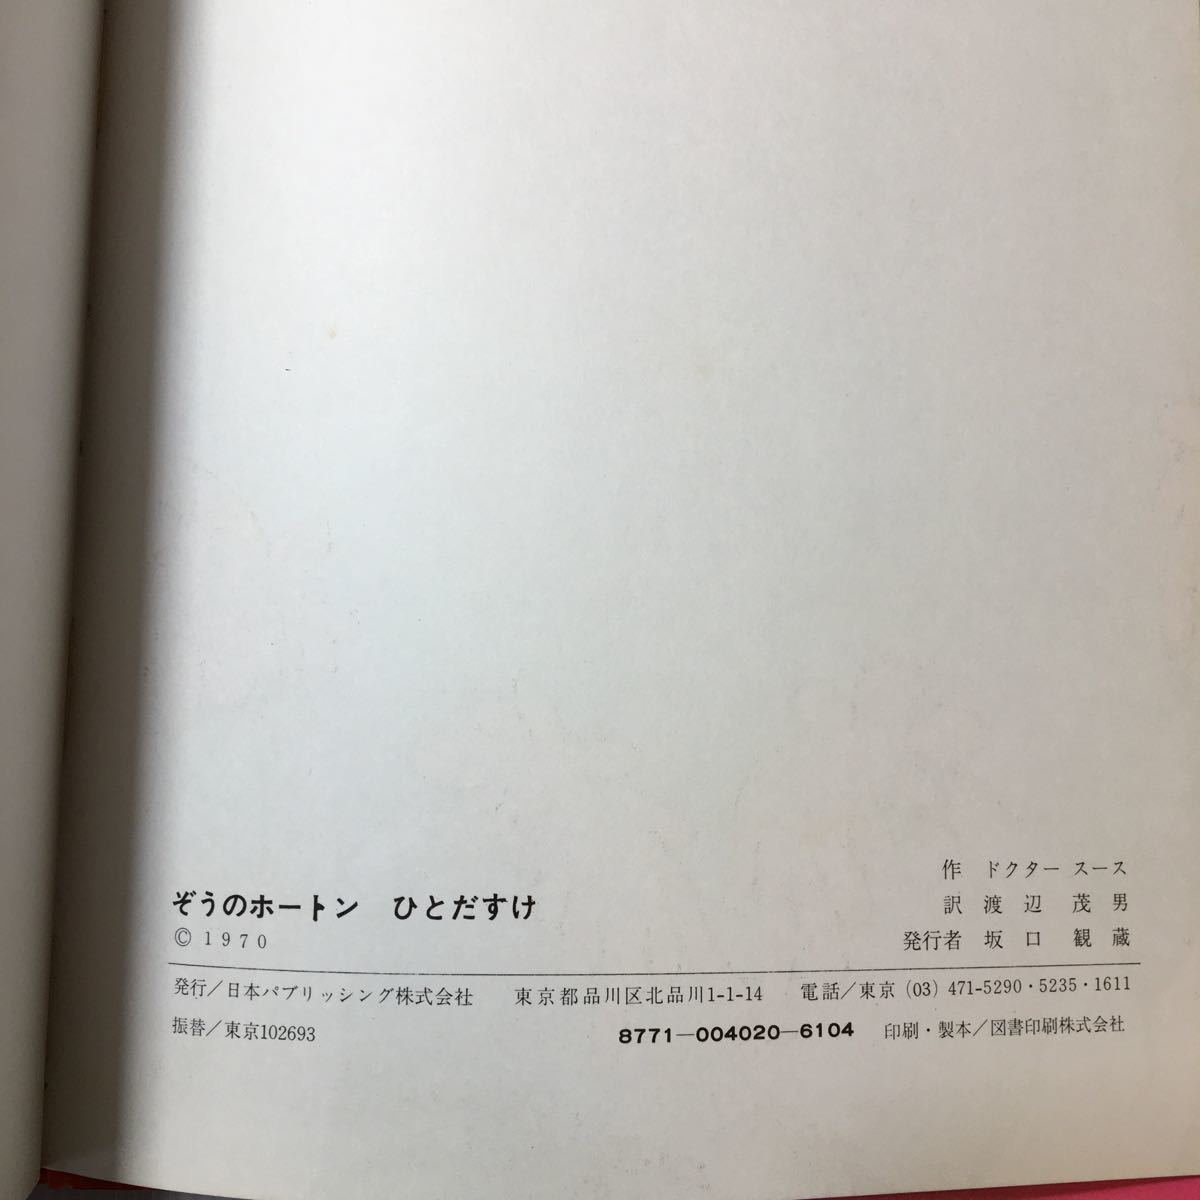 作 ドクター スース
訳 渡辺茂男
発行者 坂口観蔵
ぞうのホートン ひとだすけ
© 1970
発行/日本パブリッシング株式会社 東京都品川区北品川1-1-14 電話/東京 (03) 471-5290・5235・1611
振替/東京102693 8771—004020—6104 印刷・製本/図書印刷株式会社